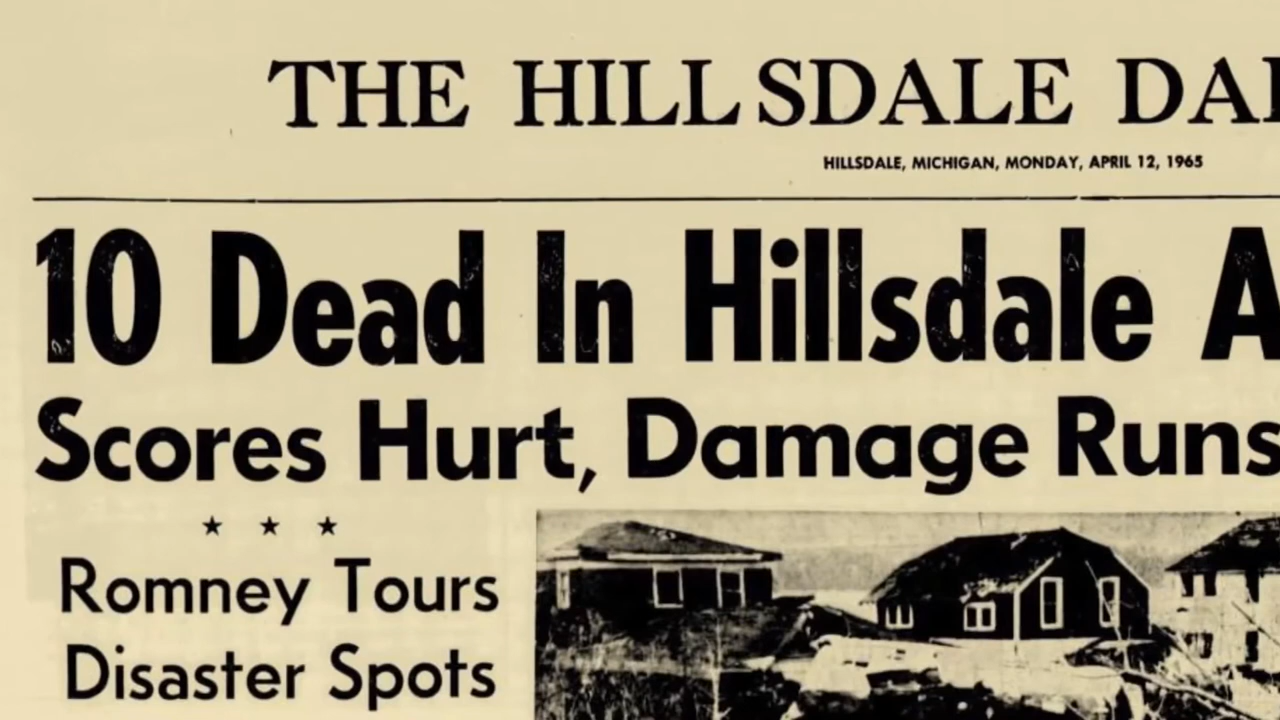 THE HILLSDALE DAI
HILLSDALE, MICHIGAN, MONDAY, APRIL 12, 1965
10 Dead In Hillsdale A
Scores Hurt, Damage Runs
★ ★ ★
Romney Tours
Disaster Spots